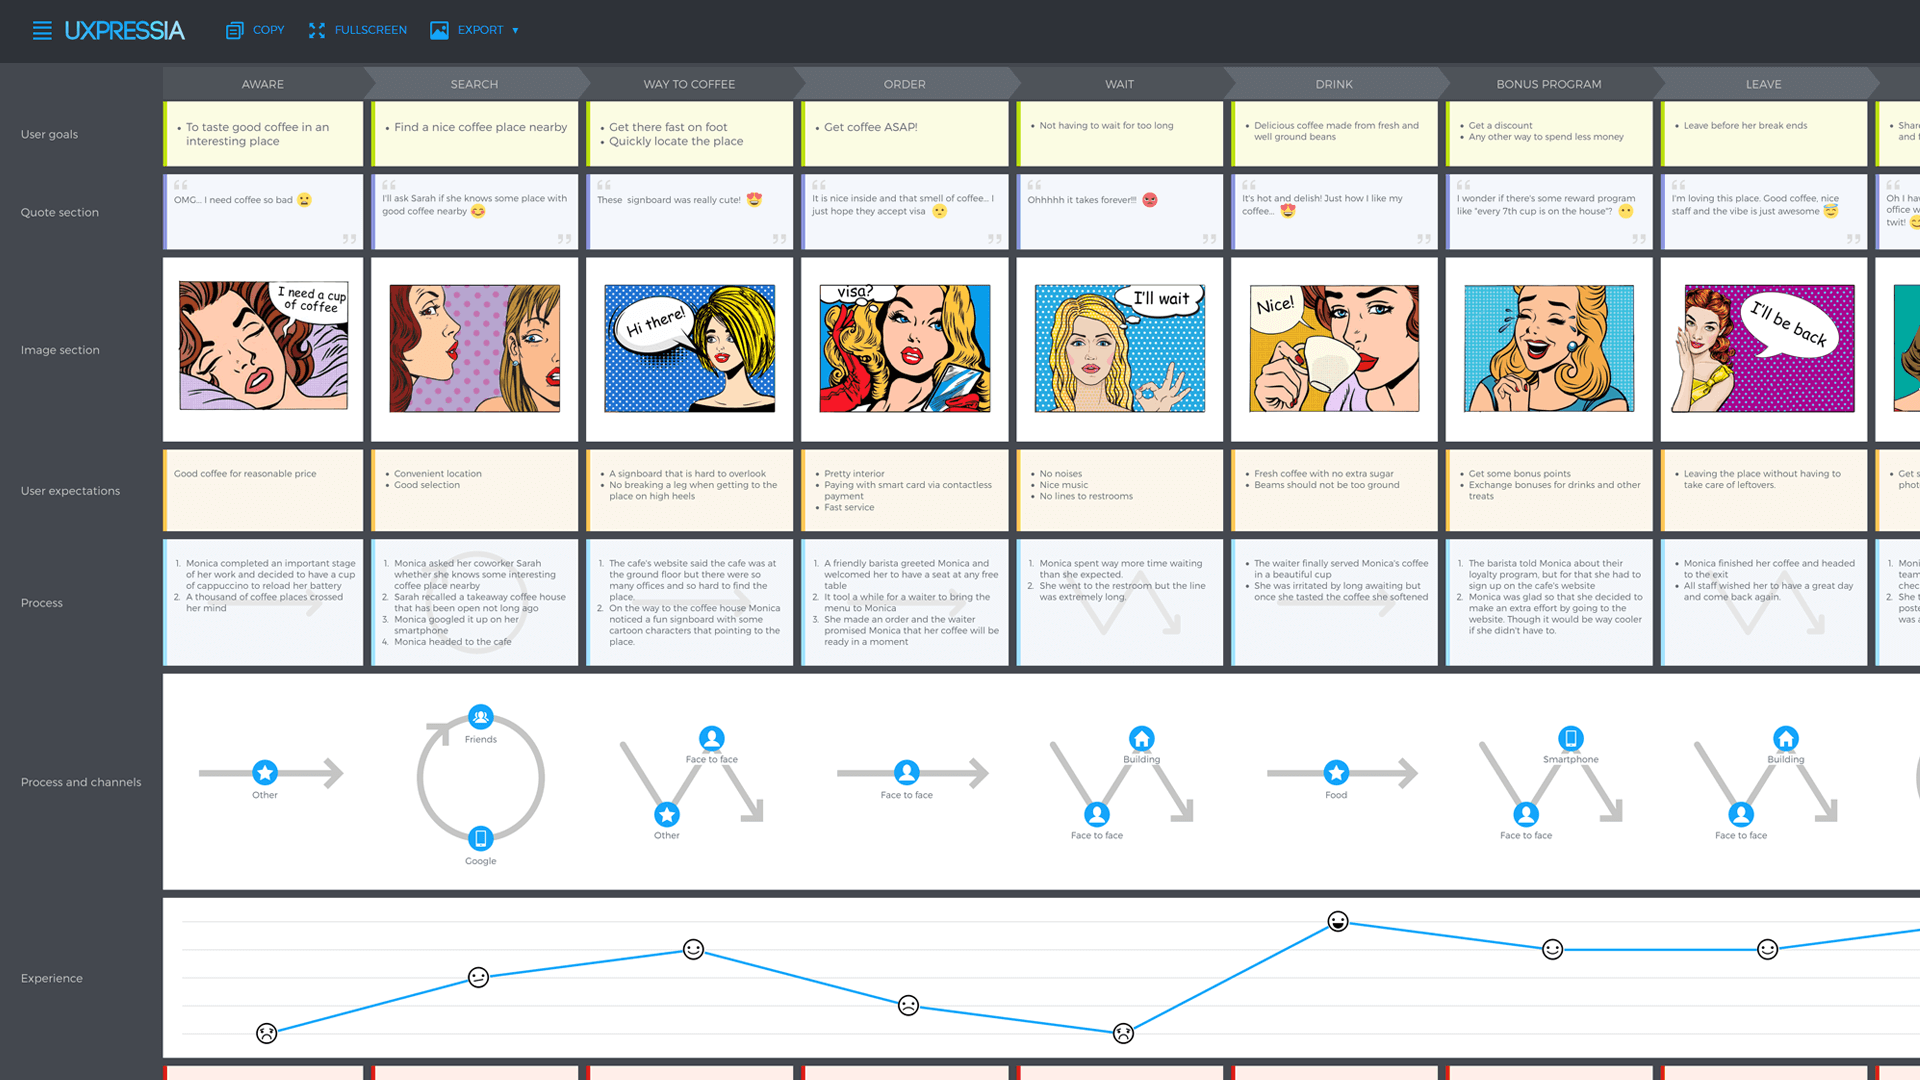 UXPRESSIA
COPY
FULLSCREEN
EXPORT
AWARE
SEARCH
WAY TO COFFEE
ORDER
WAIT
DRINK
BONUS PROGRAM
LEAVE
User goals
To taste good coffee in an
interesting place
Find a nice coffee place nearby
Get there fast on foot
Quickly locate the place
Get coffee ASAP!
Not having to wait for too long
Delicious coffee made from fresh and
well ground beans
Get a discount
Any other way to spend less money
Leave before her break ends
Quote section
OMG... I need coffee so bad
I'll ask Sarah if she knows some place with
good coffee nearby
These signboard was really cute!
It is nice inside and that smell of coffee... I
just hope they accept visa
Ohhhhh it takes forever!!!
It's hot and delish! Just how I like my
coffee...
I wonder if there's some reward program
like "every 7th cup is on the house"?
I'm loving this place. Good coffee, nice
staff and the vibe is just awesome
Oh I
office
twit!
Image section
I need a cup
of coffee
Hi there!
visa?
I'll wait
Nice!
I'll be back
User expectations
Good coffee for reasonable price
Convenient location
Good selection
A signboard that is hard to overlook
No breaking a leg when getting to the
place on high heels
Pretty interior
Paying with smart card via contactless
payment
Fast service
No noises
Nice music
No lines to restrooms
Fresh coffee with no extra sugar
Beams should not be too ground
Get some bonus points
Exchange bonuses for drinks and other
treats
Leaving the place without having to
take care of leftovers.
Get
Process
1. Monica completed an important stage
of her work and decided to have a cup
of cappuccino to reload her battery
2. A thousand of coffee places crossed
her mind
1. Monica asked her coworker Sarah
whether she knows some interesting
coffee place nearby
2. Sarah recalled a takeaway coffee house
that has been open not long ago
3. Monica googled it up on her
smartphone
4. Monica headed to the cafe
1. The cafe's website said the cafe was at
the ground floor but there were so
many offices and so hard to find the
place.
2. On the way to the coffee house Monica
noticed a fun signboard with some
cartoon characters that pointing to the
place.
1. A friendly barista greeted Monica and
welcomed her to have a seat at any free
table
2. It tool a while for a waiter to bring the
menu to Monica
3. She made an order and the waiter
promised Monica that her coffee will be
ready in a moment
1. Monica spent way more time waiting
than she expected.
2. She went to the restroom but the line
was extremely long.
The waiter finally served Monica's coffee
in a beautiful cup
She was irritated by long awaiting but
once she tasted the coffee she softened
1. The barista told Monica about their
loyalty program, but for that she had to
sign up on the cafe's website
2. Monica was glad so that she decided to
make an extra effort by going to the
website. Though it would be way cooler
if she didn't have to.
Monica finished her coffee and headed
to the exit
All staff wished her to have a great day
and come back again.
1.
2.
Process and channels
Other
Friends
Google
Face to face
Other
Face to face
Building
Face to face
Food
Smartphone
Face to face
Building
Face to face
Experience